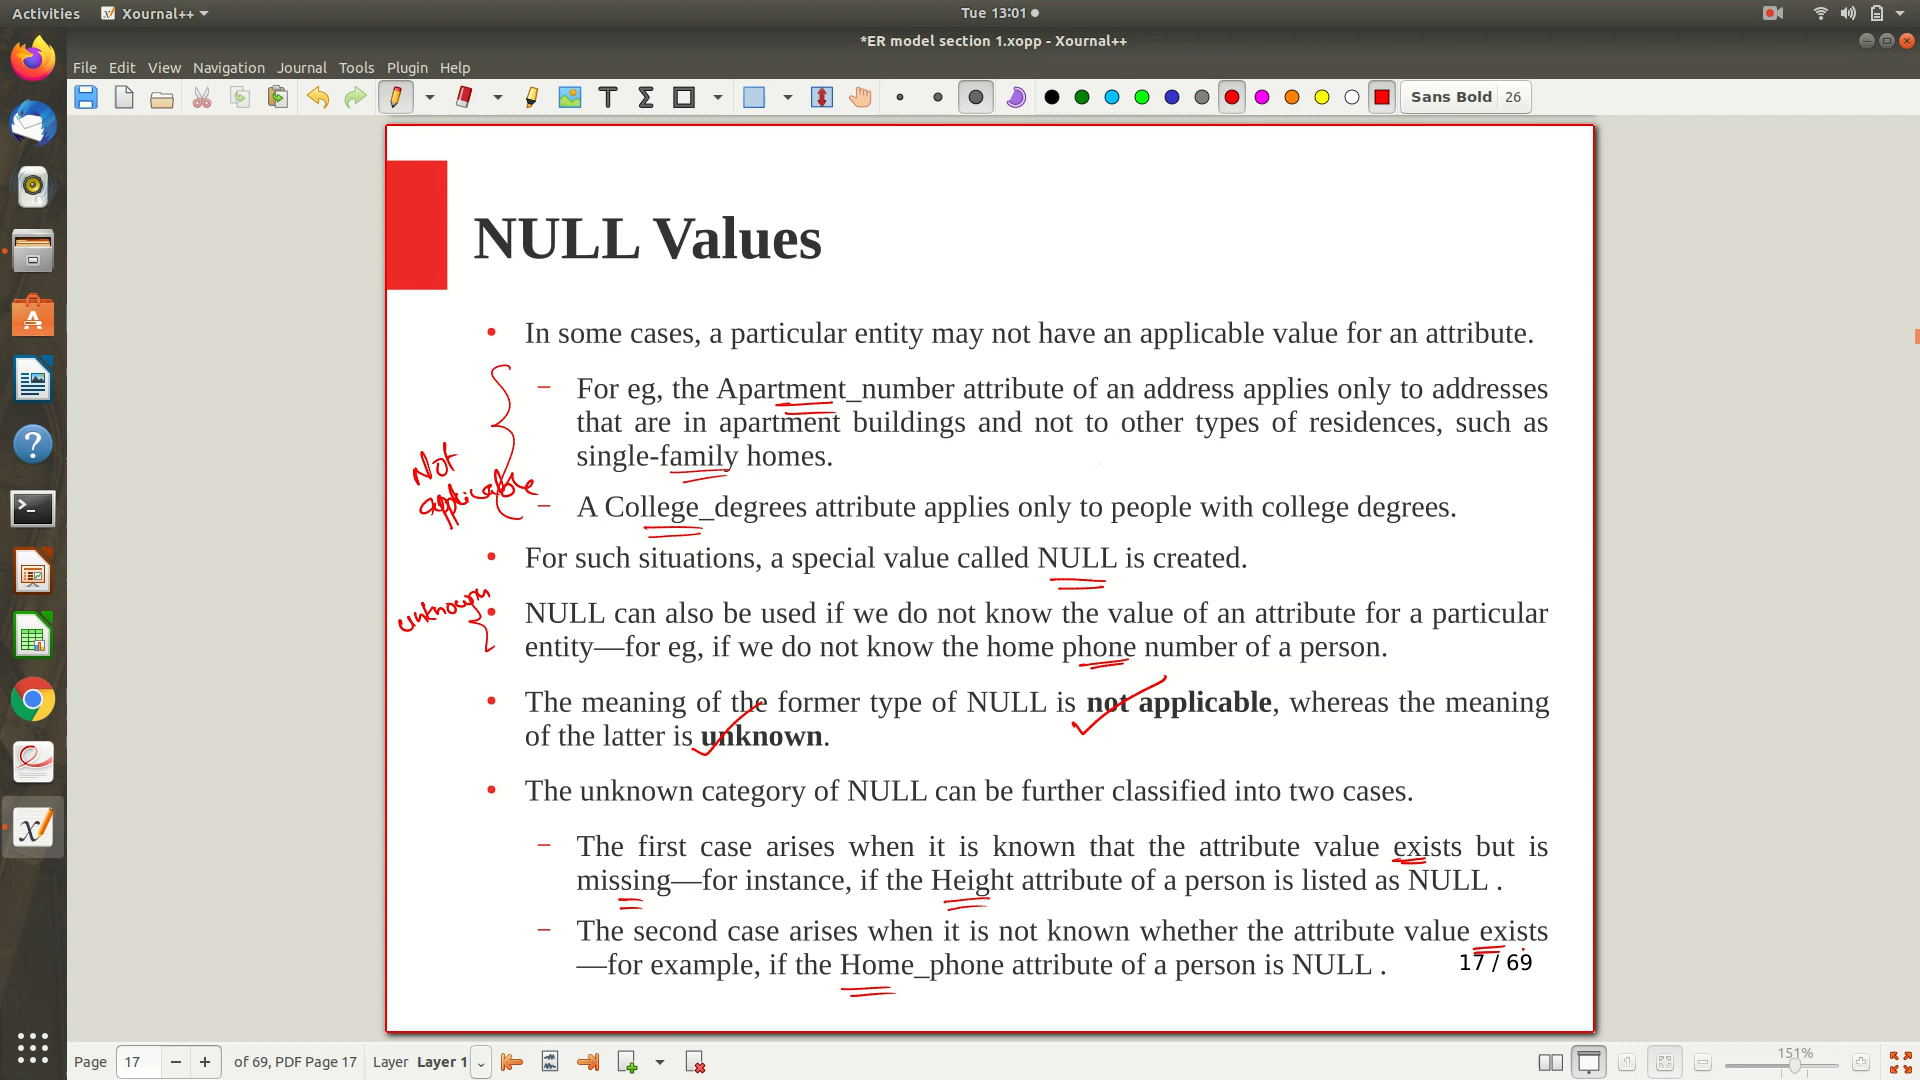 Activities
Xournal++
Tue 13:01
*ER model section 1.xopp - Xournal++
File Edit View Navigation Journal Tools Plugin Help
Sans Bold 26
NULL Values
• In some cases, a particular entity may not have an applicable value for an attribute.
– For eg, the Apartment_number attribute of an address applies only to addresses
that are in apartment buildings and not to other types of residences, such as
single-family homes.
Not
applicable
– A College_degrees attribute applies only to people with college degrees.
• For such situations, a special value called NULL is created.
unknown
• NULL can also be used if we do not know the value of an attribute for a particular
entity—for eg, if we do not know the home phone number of a person.
• The meaning of the former type of NULL is not applicable, whereas the meaning
of the latter is unknown.
• The unknown category of NULL can be further classified into two cases.
– The first case arises when it is known that the attribute value exists but is
missing—for instance, if the Height attribute of a person is listed as NULL .
– The second case arises when it is not known whether the attribute value exists
—for example, if the Home_phone attribute of a person is NULL .
17 / 69
Page 17 of 69, PDF Page 17 Layer Layer 1
151%